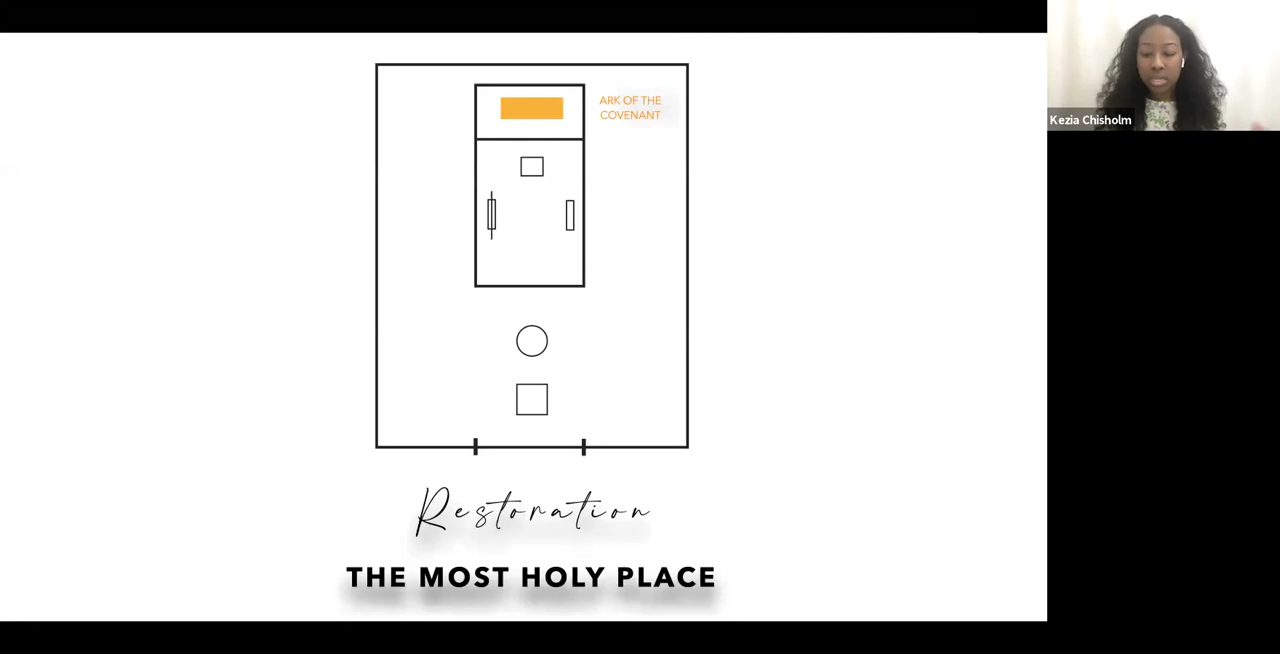 ARK OF THE
COVENANT
Kezia Chisholm
Restoration
THE MOST HOLY PLACE